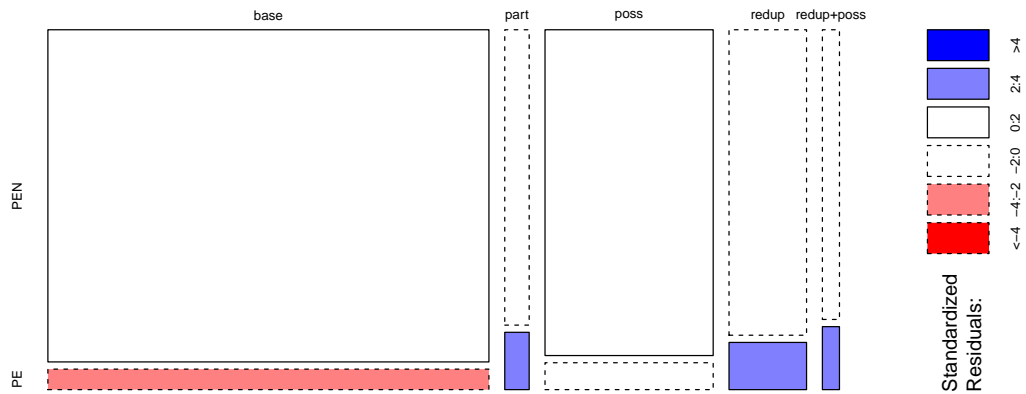 base
part
poss
redup
redup+poss
PEN
PE
>4
2:4
0:2
−2:0
−4:−2
<−4
Standardized
Residuals: